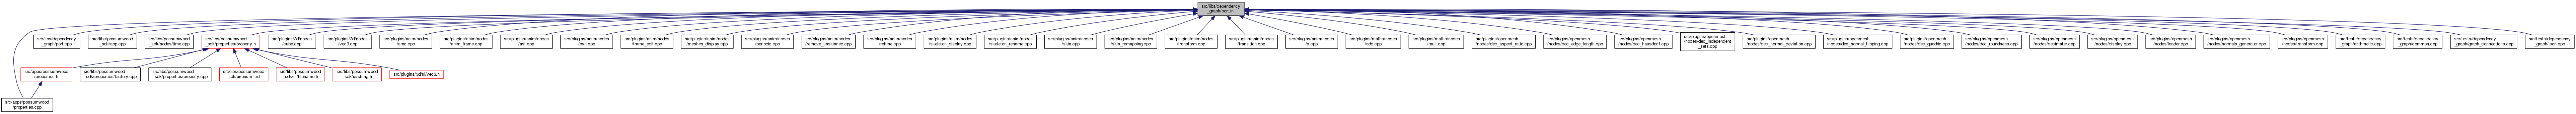 src/libs/dependency
_graph/port.inl
src/libs/dependency
_graph/port.cpp
src/libs/possumwood
_sdk/app.cpp
src/libs/possumwood
_sdk/nodes/time.cpp
src/libs/possumwood
_sdk/properties/property.h
src/plugins/3d/nodes
/cube.cpp
src/plugins/3d/nodes
/vec3.cpp
src/plugins/anim/nodes
/amc.cpp
src/plugins/anim/nodes
/anim_frame.cpp
src/plugins/anim/nodes
/asf.cpp
src/plugins/anim/nodes
/bvh.cpp
src/plugins/anim/nodes
/frame_edit.cpp
src/plugins/anim/nodes
/meshes_display.cpp
src/plugins/anim/nodes
/periodic.cpp
src/plugins/anim/nodes
/remove_unskinned.cpp
src/plugins/anim/nodes
/retime.cpp
src/plugins/anim/nodes
/skeleton_display.cpp
src/plugins/anim/nodes
/skeleton_rename.cpp
src/plugins/anim/nodes
/skin.cpp
src/plugins/anim/nodes
/skin_remapping.cpp
src/plugins/anim/nodes
/transform.cpp
src/plugins/anim/nodes
/transition.cpp
src/plugins/anim/nodes
/x.cpp
src/plugins/maths/nodes
/add.cpp
src/plugins/maths/nodes
/mult.cpp
src/plugins/openmesh
/nodes/dec_aspect_ratio.cpp
src/plugins/openmesh
/nodes/dec_edge_length.cpp
src/plugins/openmesh
/nodes/dec_hausdorff.cpp
src/plugins/openmesh
/nodes/dec_independent
_sets.cpp
src/plugins/openmesh
/nodes/dec_normal_deviation.cpp
src/plugins/openmesh
/nodes/dec_normal_flipping.cpp
src/plugins/openmesh
/nodes/dec_quadric.cpp
src/plugins/openmesh
/nodes/dec_roundness.cpp
src/plugins/openmesh
/nodes/decimator.cpp
src/plugins/openmesh
/nodes/display.cpp
src/plugins/openmesh
/nodes/loader.cpp
src/plugins/openmesh
/nodes/normals_generator.cpp
src/plugins/openmesh
/nodes/transform.cpp
src/tests/dependency
_graph/arithmetic.cpp
src/tests/dependency
_graph/common.cpp
src/tests/dependency
_graph/graph_connections.cpp
src/tests/dependency
_graph/json.cpp
src/apps/possumwood
/properties.h
src/libs/possumwood
_sdk/properties/factory.cpp
src/libs/possumwood
_sdk/properties/property.cpp
src/libs/possumwood
_sdk/ui/enum_ui.h
src/libs/possumwood
_sdk/ui/filename.h
src/libs/possumwood
_sdk/ui/string.h
src/plugins/3d/ui/vec3.h
src/apps/possumwood
/properties.cpp